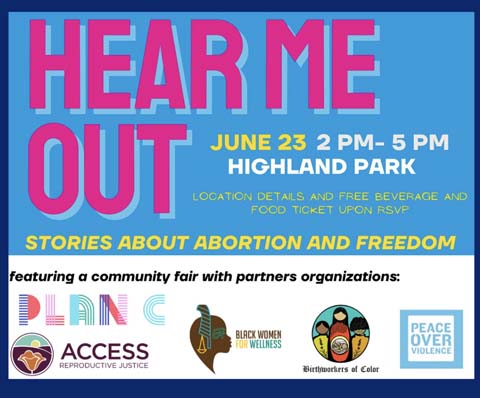 HEAR ME
OUT
JUNE 23 2 PM- 5 PM
HIGHLAND PARK
LOCATION DETAILS AND FREE BEVERAGE AND
FOOD TICKET UPON RSVP
STORIES ABOUT ABORTION AND FREEDOM
featuring a community fair with partners organizations:
PLAN C
ACCESS
REPRODUCTIVE JUSTICE
BLACK WOMEN
FOR WELLNESS
Birthworkers of Color
PEACE
OVER
VIOLENCE